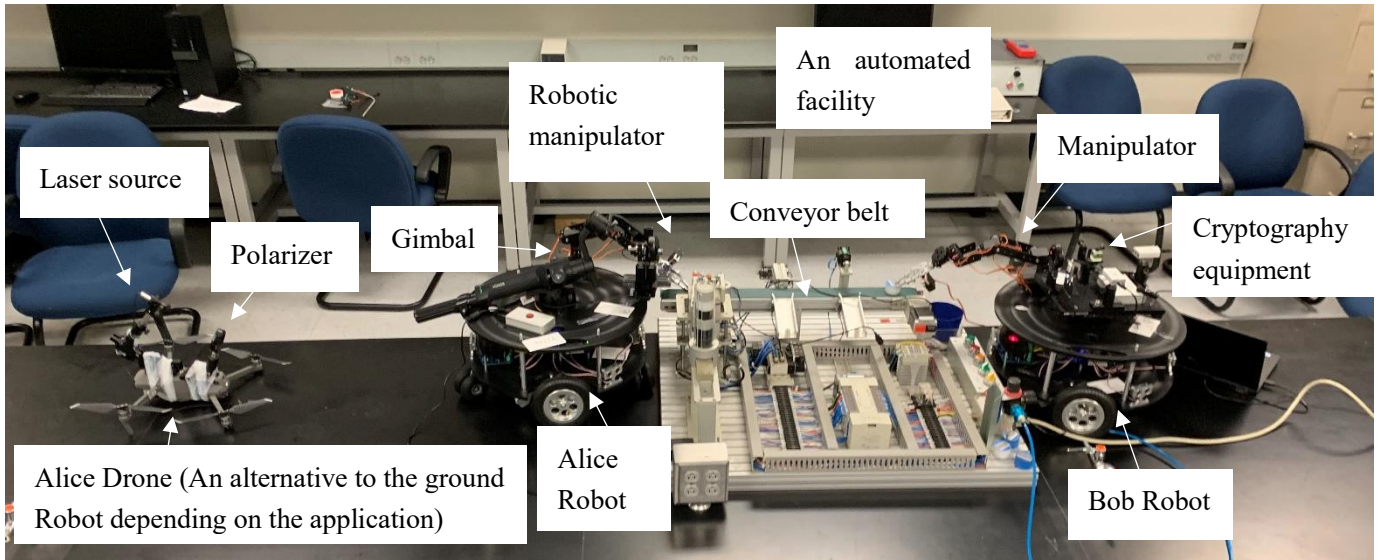 Laser source
Polarizer
Gimbal
Robotic
manipulator
An automated
facility
Conveyor belt
Manipulator
Cryptography
equipment
Alice Drone (An alternative to the ground
Robot depending on the application)
Alice
Robot
Bob Robot